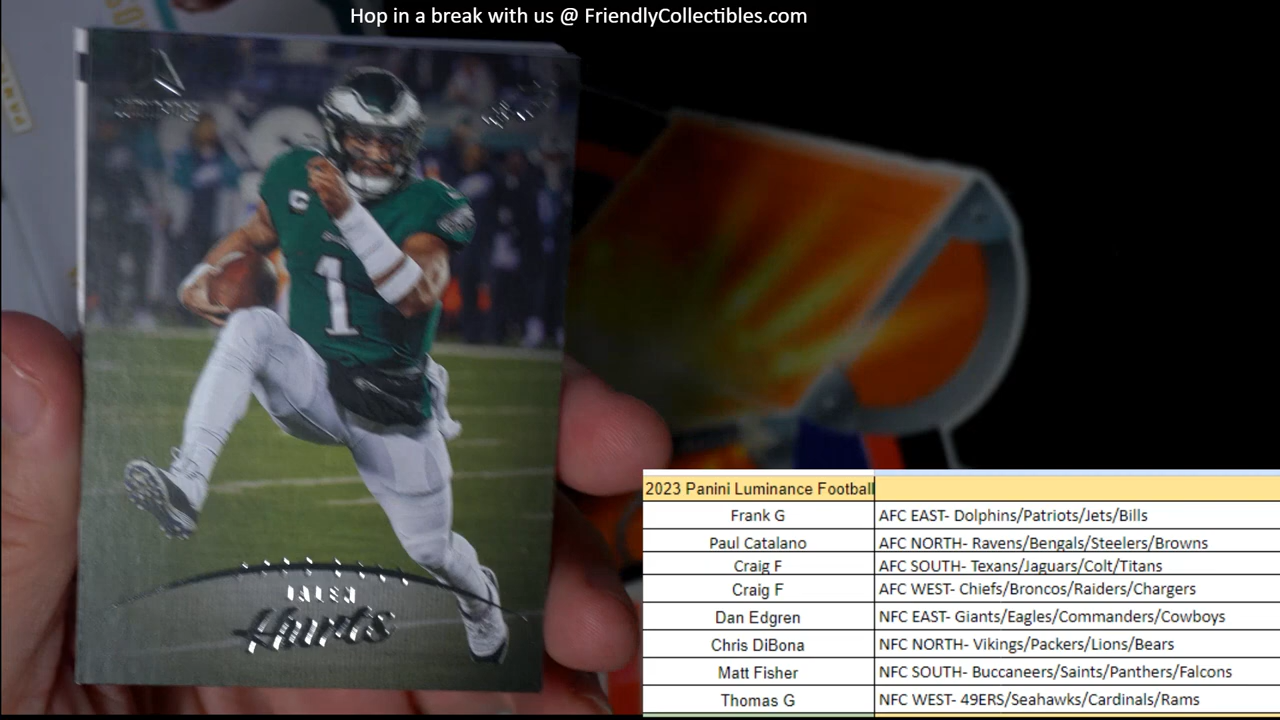 Hop in a break with us @ FriendlyCollectibles.com
C
1
JALEN
Hurts
2023 Panini Luminance Football
Frank G AFC EAST- Dolphins/Patriots/Jets/Bills
Paul Catalano AFC NORTH- Ravens/Bengals/Steelers/Browns
Craig F AFC SOUTH- Texans/Jaguars/Colt/Titans
Craig F AFC WEST- Chiefs/Broncos/Raiders/Chargers
Dan Edgren NFC EAST- Giants/Eagles/Commanders/Cowboys
Chris DiBona NFC NORTH- Vikings/Packers/Lions/Bears
Matt Fisher NFC SOUTH- Buccaneers/Saints/Panthers/Falcons
Thomas G NFC WEST- 49ERS/Seahawks/Cardinals/Rams